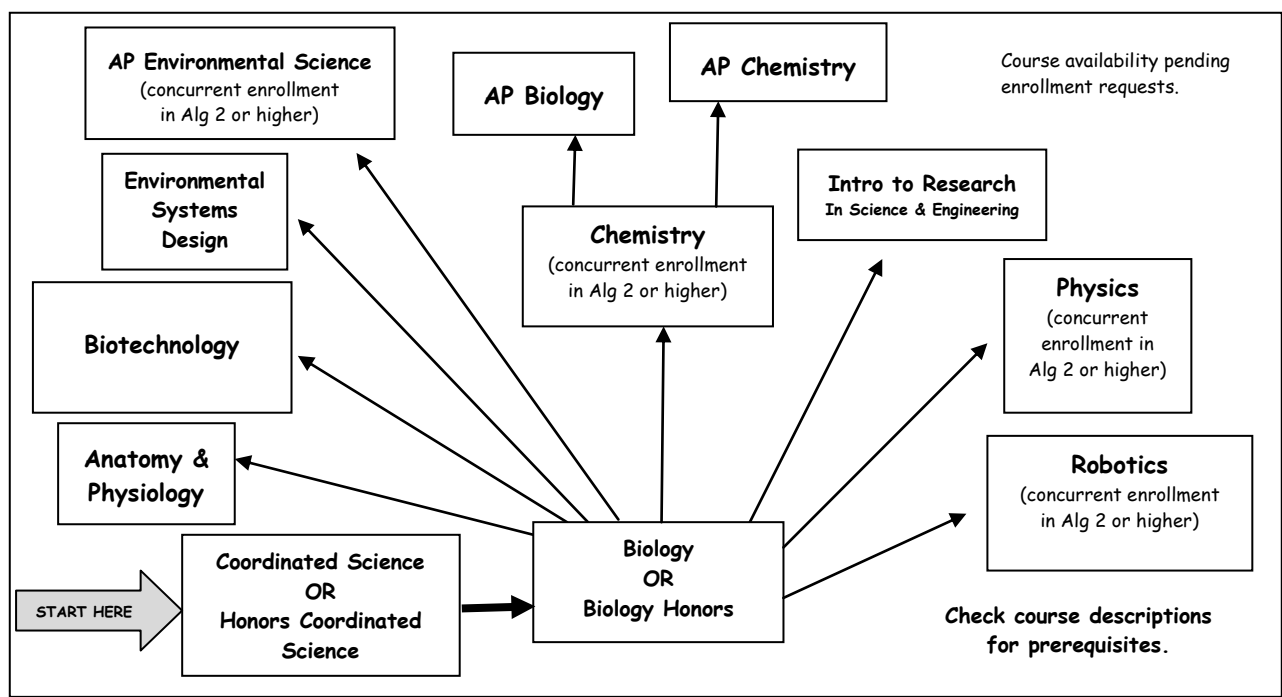 AP Environmental Science
(concurrent enrollment
in Alg 2 or higher)
AP Biology
AP Chemistry
Course availability pending
enrollment requests.
Environmental
Systems
Design
Chemistry
(concurrent enrollment
in Alg 2 or higher)
Intro to Research
In Science & Engineering
Biotechnology
Physics
(concurrent
enrollment in
Alg 2 or higher)
Anatomy &
Physiology
Robotics
(concurrent enrollment
in Alg 2 or higher)
START HERE
Coordinated Science
OR
Honors Coordinated
Science
Biology
OR
Biology Honors
Check course descriptions
for prerequisites.